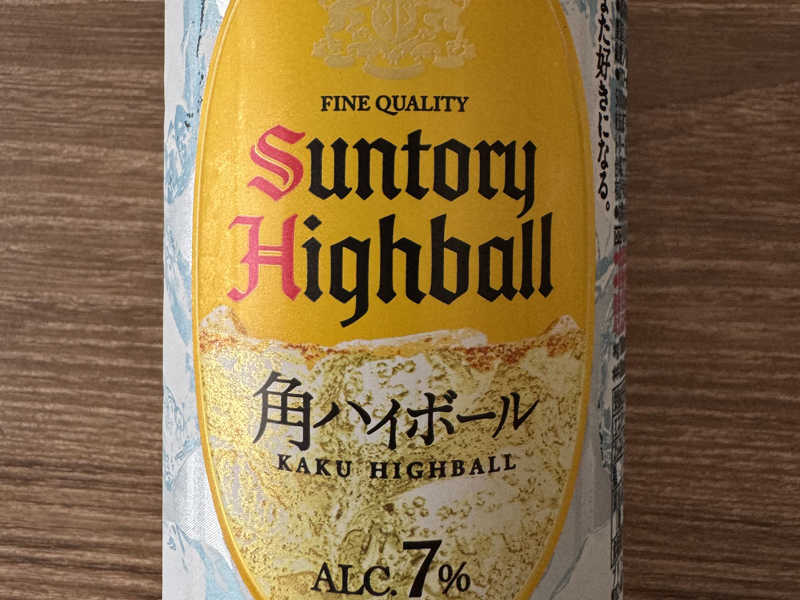 FINE QUALITY
Suntory
Highball
角ハイボール
KAKU HIGHBALL
ALC.7%
た好きになる。